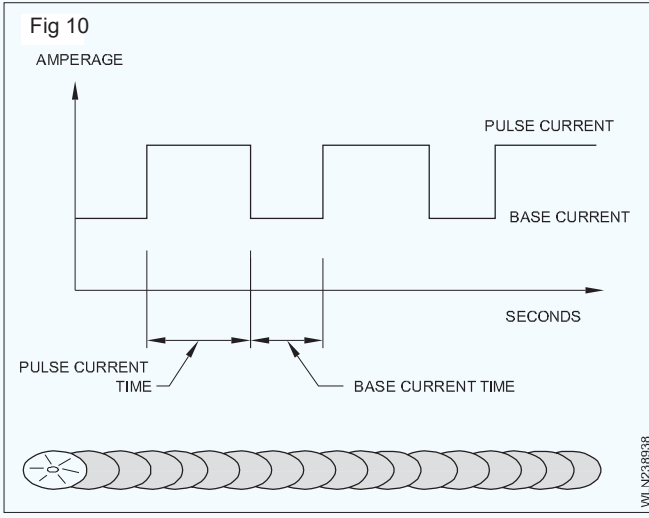 Fig 10
AMPERAGE
PULSE CURRENT
BASE CURRENT
SECONDS
PULSE CURRENT
TIME
BASE CURRENT TIME
WLN238938